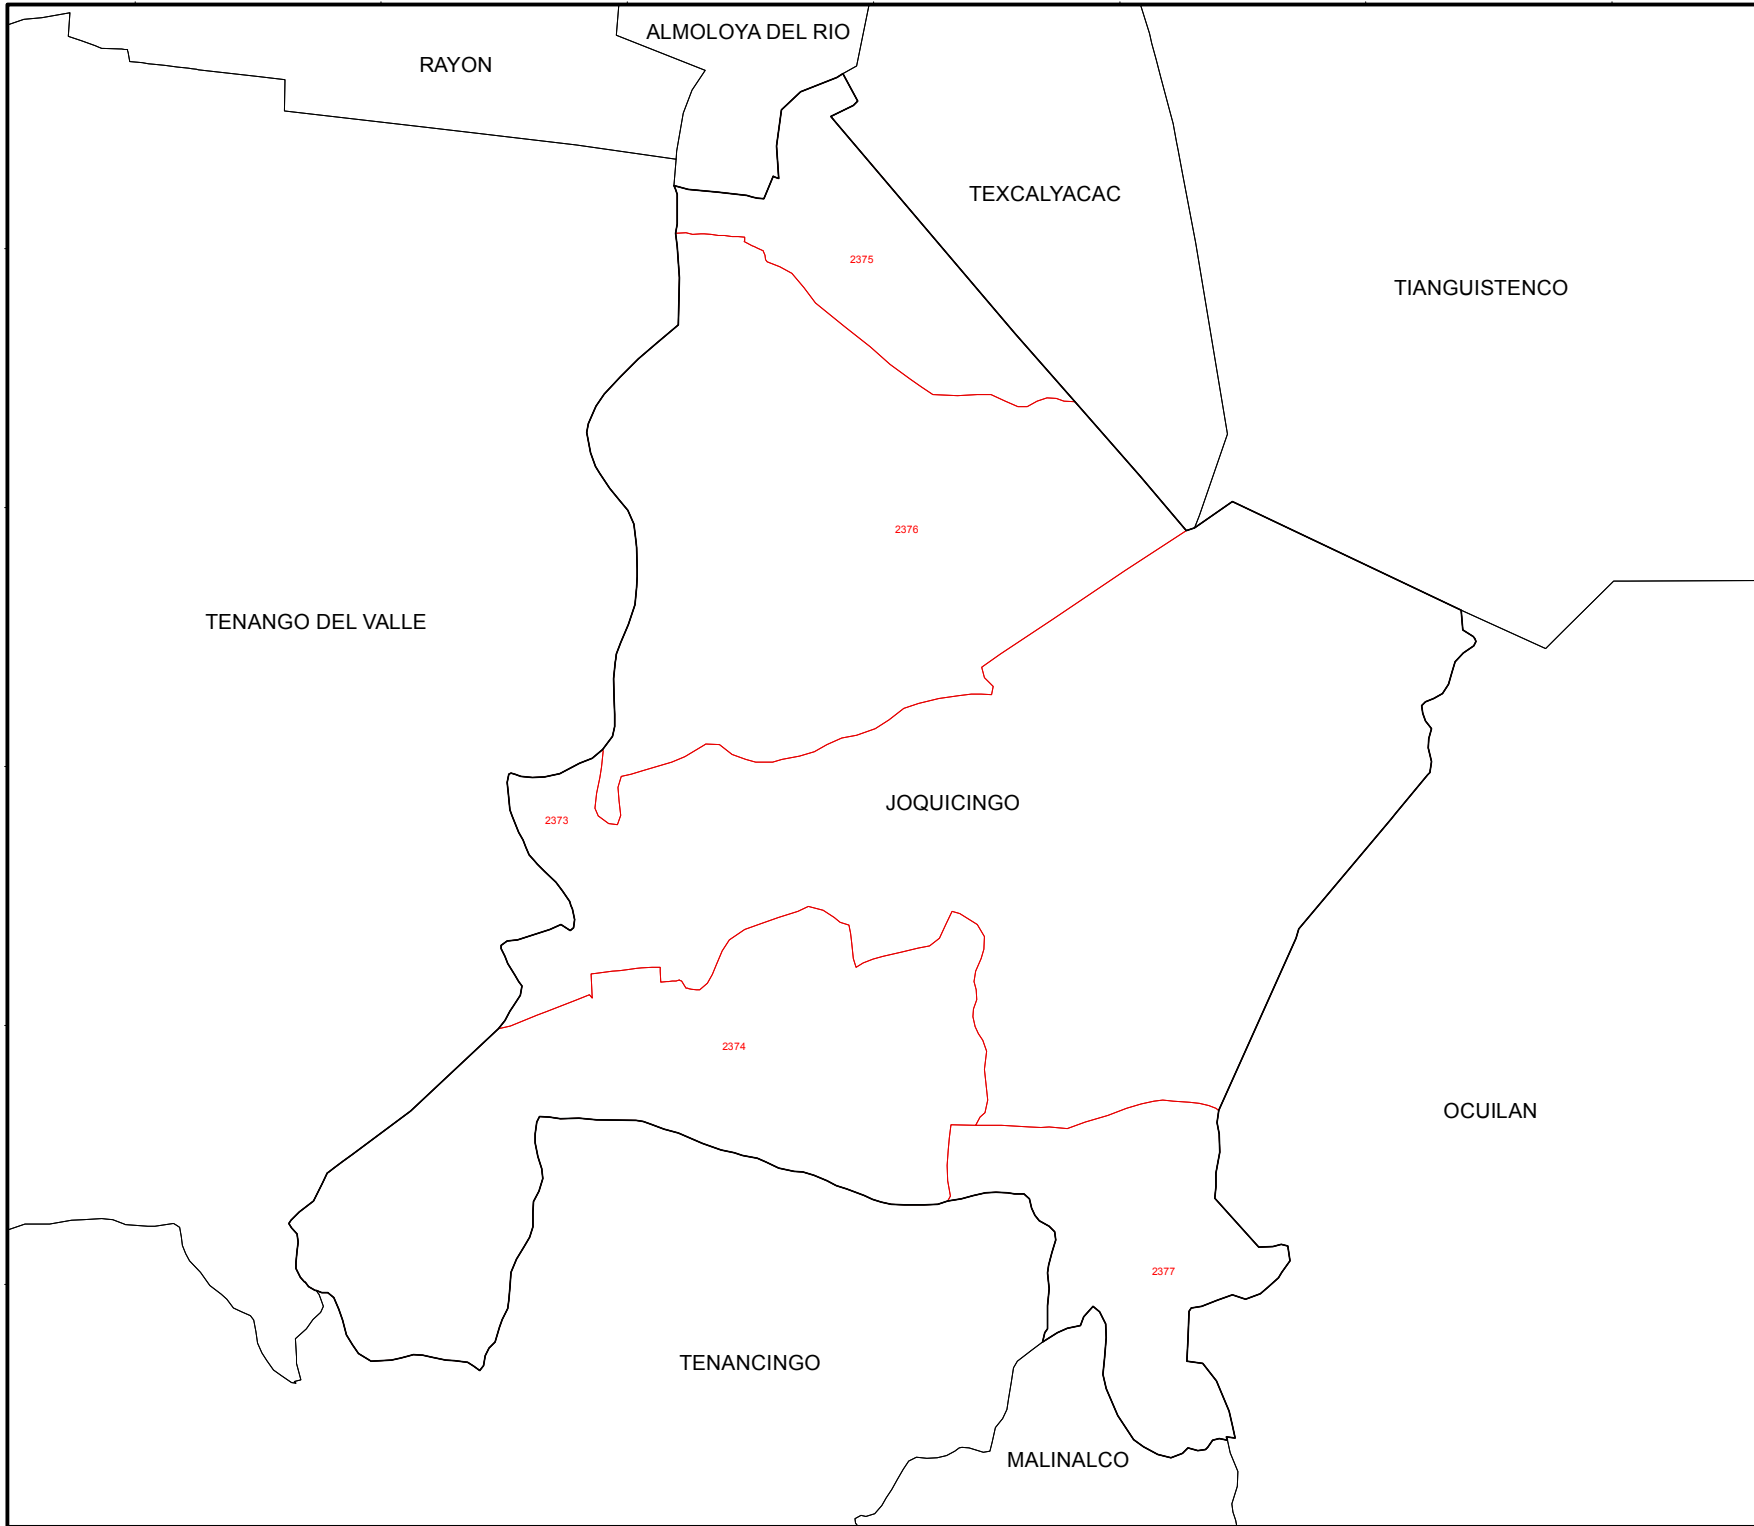 ALMOLOYA DEL RIO
RAYON
TEXCALYACAC
2375
TIANGUISTENCO
2376
TENANGO DEL VALLE
JOQUICINGO
2373
2374
OCUILAN
2377
TENANCINGO
MALINALCO